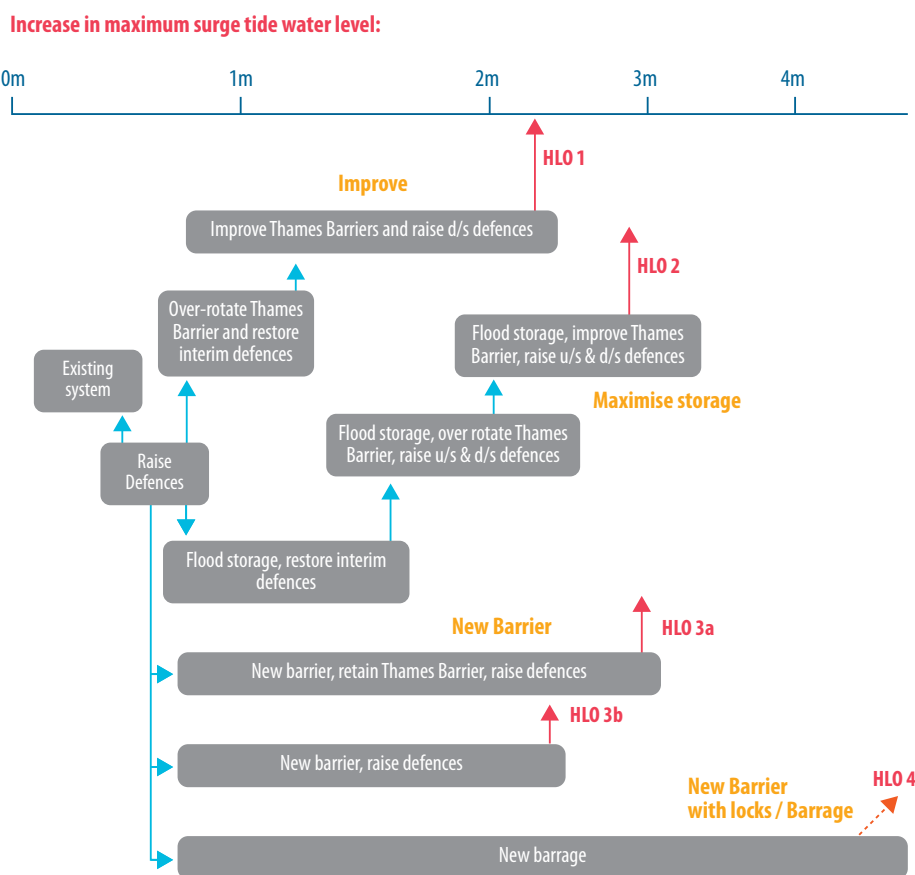 Increase in maximum surge tide water level:
0m 1m 2m 3m 4m
HLO 1
Improve
Improve Thames Barriers and raise d/s defences
HLO 2
Over-rotate Thames
Barrier and restore
interim defences
Flood storage, improve Thames
Barrier, raise u/s & d/s defences
Existing
system
Maximise storage
Flood storage, over rotate Thames
Barrier, raise u/s & d/s defences
Raise
Defences
Flood storage, restore interim
defences
New Barrier
HLO 3a
New barrier, retain Thames Barrier, raise defences
HLO 3b
New barrier, raise defences
New Barrier
with locks / Barrage
HLO 4
New barrage